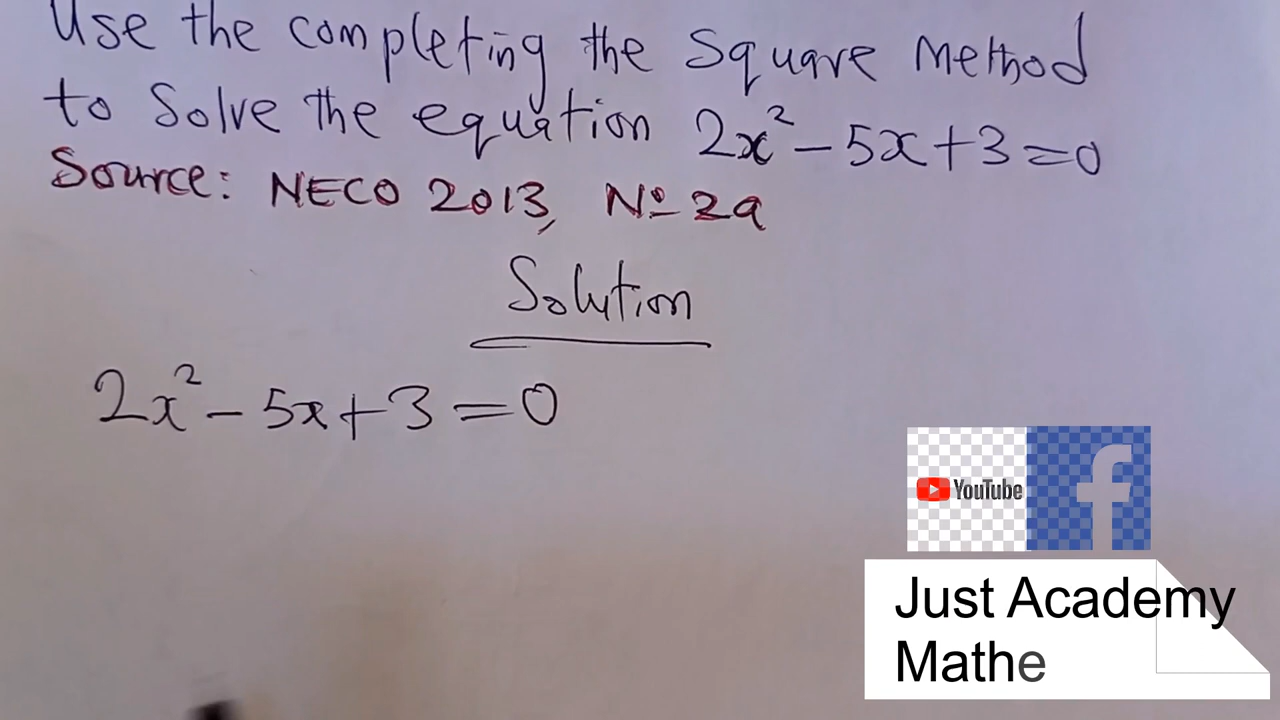 Use the completing the square method
to solve the equation 2x² - 5x + 3 = 0
Source: NECO 2013, Nº 2a
Solution
2x² - 5x + 3 = 0
YouTube f
Just Academy
Mathe